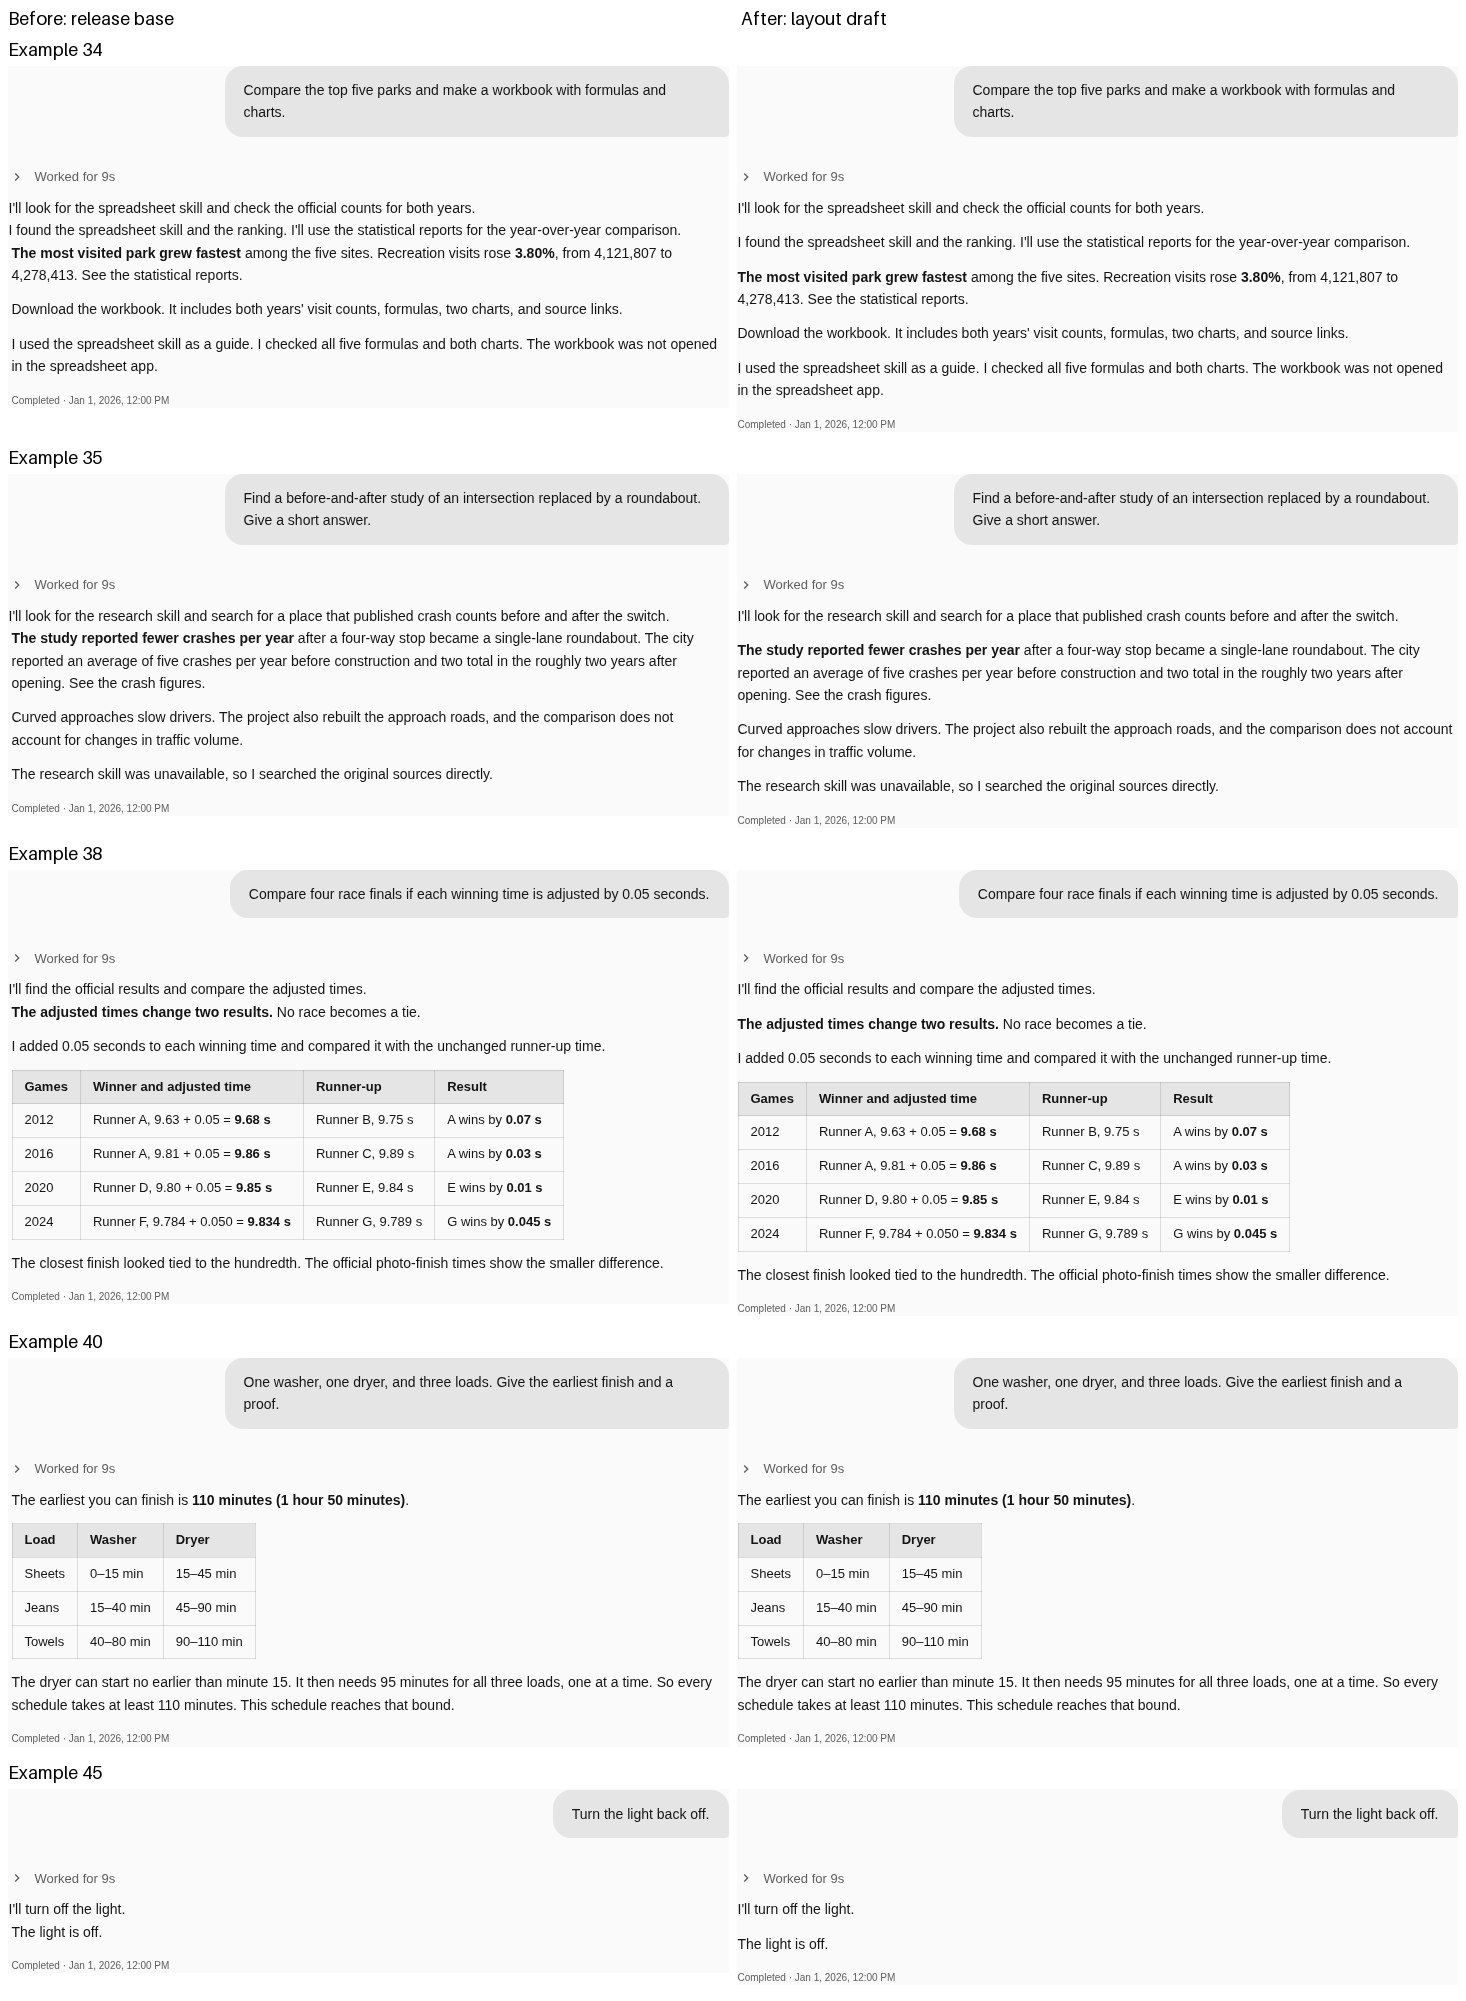 Before: release base
Example 34
Compare the top five parks and make a workbook with formulas and
charts.
Worked for 9s
I'll look for the spreadsheet skill and check the official counts for both years.
I found the spreadsheet skill and the ranking. I'll use the statistical reports for the year-over-year comparison.
The most visited park grew fastest among the five sites. Recreation visits rose 3.80%, from 4,121,807 to
4,278,413. See the statistical reports.
Download the workbook. It includes both years' visit counts, formulas, two charts, and source links.
I used the spreadsheet skill as a guide. I checked all five formulas and both charts. The workbook was not opened
in the spreadsheet app.
Completed · Jan 1, 2026, 12:00 PM
Example 35
Find a before-and-after study of an intersection replaced by a roundabout.
Give a short answer.
Worked for 9s
I'll look for the research skill and search for a place that published crash counts before and after the switch.
The study reported fewer crashes per year after a four-way stop became a single-lane roundabout. The city
reported an average of five crashes per year before construction and two total in the roughly two years after
opening. See the crash figures.
Curved approaches slow drivers. The project also rebuilt the approach roads, and the comparison does not
account for changes in traffic volume.
The research skill was unavailable, so I searched the original sources directly.
Completed · Jan 1, 2026, 12:00 PM
Example 38
Compare four race finals if each winning time is adjusted by 0.05 seconds.
Worked for 9s
I'll find the official results and compare the adjusted times.
The adjusted times change two results. No race becomes a tie.
I added 0.05 seconds to each winning time and compared it with the unchanged runner-up time.
Games Winner and adjusted time Runner-up Result
2012 Runner A, 9.63 + 0.05 = 9.68 s Runner B, 9.75 s A wins by 0.07 s
2016 Runner A, 9.81 + 0.05 = 9.86 s Runner C, 9.89 s A wins by 0.03 s
2020 Runner D, 9.80 + 0.05 = 9.85 s Runner E, 9.84 s E wins by 0.01 s
2024 Runner F, 9.784 + 0.050 = 9.834 s Runner G, 9.789 s G wins by 0.045 s
The closest finish looked tied to the hundredth. The official photo-finish times show the smaller difference.
Completed · Jan 1, 2026, 12:00 PM
Example 40
One washer, one dryer, and three loads. Give the earliest finish and a
proof.
Worked for 9s
The earliest you can finish is 110 minutes (1 hour 50 minutes).
Load Washer Dryer
Sheets 0–15 min 15–45 min
Jeans 15–40 min 45–90 min
Towels 40–80 min 90–110 min
The dryer can start no earlier than minute 15. It then needs 95 minutes for all three loads, one at a time. So every
schedule takes at least 110 minutes. This schedule reaches that bound.
Completed · Jan 1, 2026, 12:00 PM
Example 45
Turn the light back off.
Worked for 9s
I'll turn off the light.
The light is off.
Completed · Jan 1, 2026, 12:00 PM
After: layout draft
Compare the top five parks and make a workbook with formulas and
charts.
Worked for 9s
I'll look for the spreadsheet skill and check the official counts for both years.
I found the spreadsheet skill and the ranking. I'll use the statistical reports for the year-over-year comparison.
The most visited park grew fastest among the five sites. Recreation visits rose 3.80%, from 4,121,807 to
4,278,413. See the statistical reports.
Download the workbook. It includes both years' visit counts, formulas, two charts, and source links.
I used the spreadsheet skill as a guide. I checked all five formulas and both charts. The workbook was not opened
in the spreadsheet app.
Completed · Jan 1, 2026, 12:00 PM
Find a before-and-after study of an intersection replaced by a roundabout.
Give a short answer.
Worked for 9s
I'll look for the research skill and search for a place that published crash counts before and after the switch.
The study reported fewer crashes per year after a four-way stop became a single-lane roundabout. The city
reported an average of five crashes per year before construction and two total in the roughly two years after
opening. See the crash figures.
Curved approaches slow drivers. The project also rebuilt the approach roads, and the comparison does not account
for changes in traffic volume.
The research skill was unavailable, so I searched the original sources directly.
Completed · Jan 1, 2026, 12:00 PM
Compare four race finals if each winning time is adjusted by 0.05 seconds.
Worked for 9s
I'll find the official results and compare the adjusted times.
The adjusted times change two results. No race becomes a tie.
I added 0.05 seconds to each winning time and compared it with the unchanged runner-up time.
Games Winner and adjusted time Runner-up Result
2012 Runner A, 9.63 + 0.05 = 9.68 s Runner B, 9.75 s A wins by 0.07 s
2016 Runner A, 9.81 + 0.05 = 9.86 s Runner C, 9.89 s A wins by 0.03 s
2020 Runner D, 9.80 + 0.05 = 9.85 s Runner E, 9.84 s E wins by 0.01 s
2024 Runner F, 9.784 + 0.050 = 9.834 s Runner G, 9.789 s G wins by 0.045 s
The closest finish looked tied to the hundredth. The official photo-finish times show the smaller difference.
Completed · Jan 1, 2026, 12:00 PM
One washer, one dryer, and three loads. Give the earliest finish and a
proof.
Worked for 9s
The earliest you can finish is 110 minutes (1 hour 50 minutes).
Load Washer Dryer
Sheets 0–15 min 15–45 min
Jeans 15–40 min 45–90 min
Towels 40–80 min 90–110 min
The dryer can start no earlier than minute 15. It then needs 95 minutes for all three loads, one at a time. So every
schedule takes at least 110 minutes. This schedule reaches that bound.
Completed · Jan 1, 2026, 12:00 PM
Turn the light back off.
Worked for 9s
I'll turn off the light.
The light is off.
Completed · Jan 1, 2026, 12:00 PM